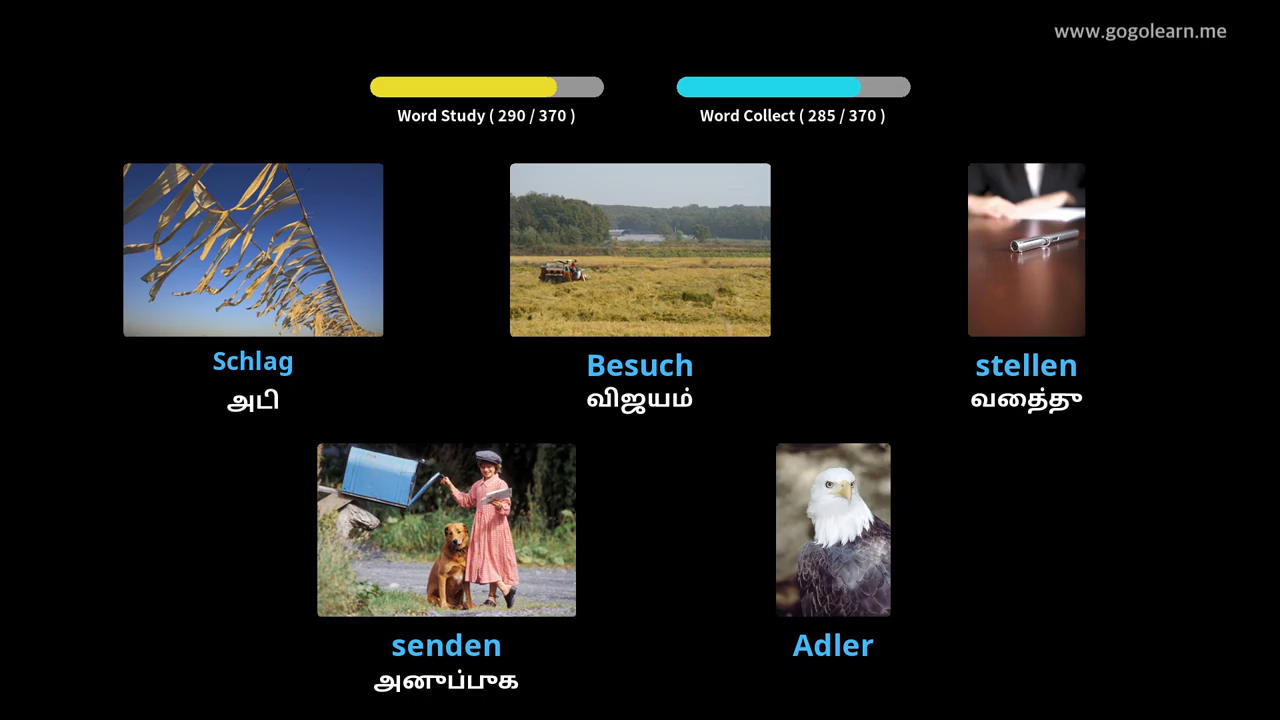 www.gogolearn.me
Word Study ( 290 / 370 )
Word Collect ( 285 / 370 )
Schlag
அடி
Besuch
விஜயம்
stellen
வைத்து
senden
அனுப்புக
Adler